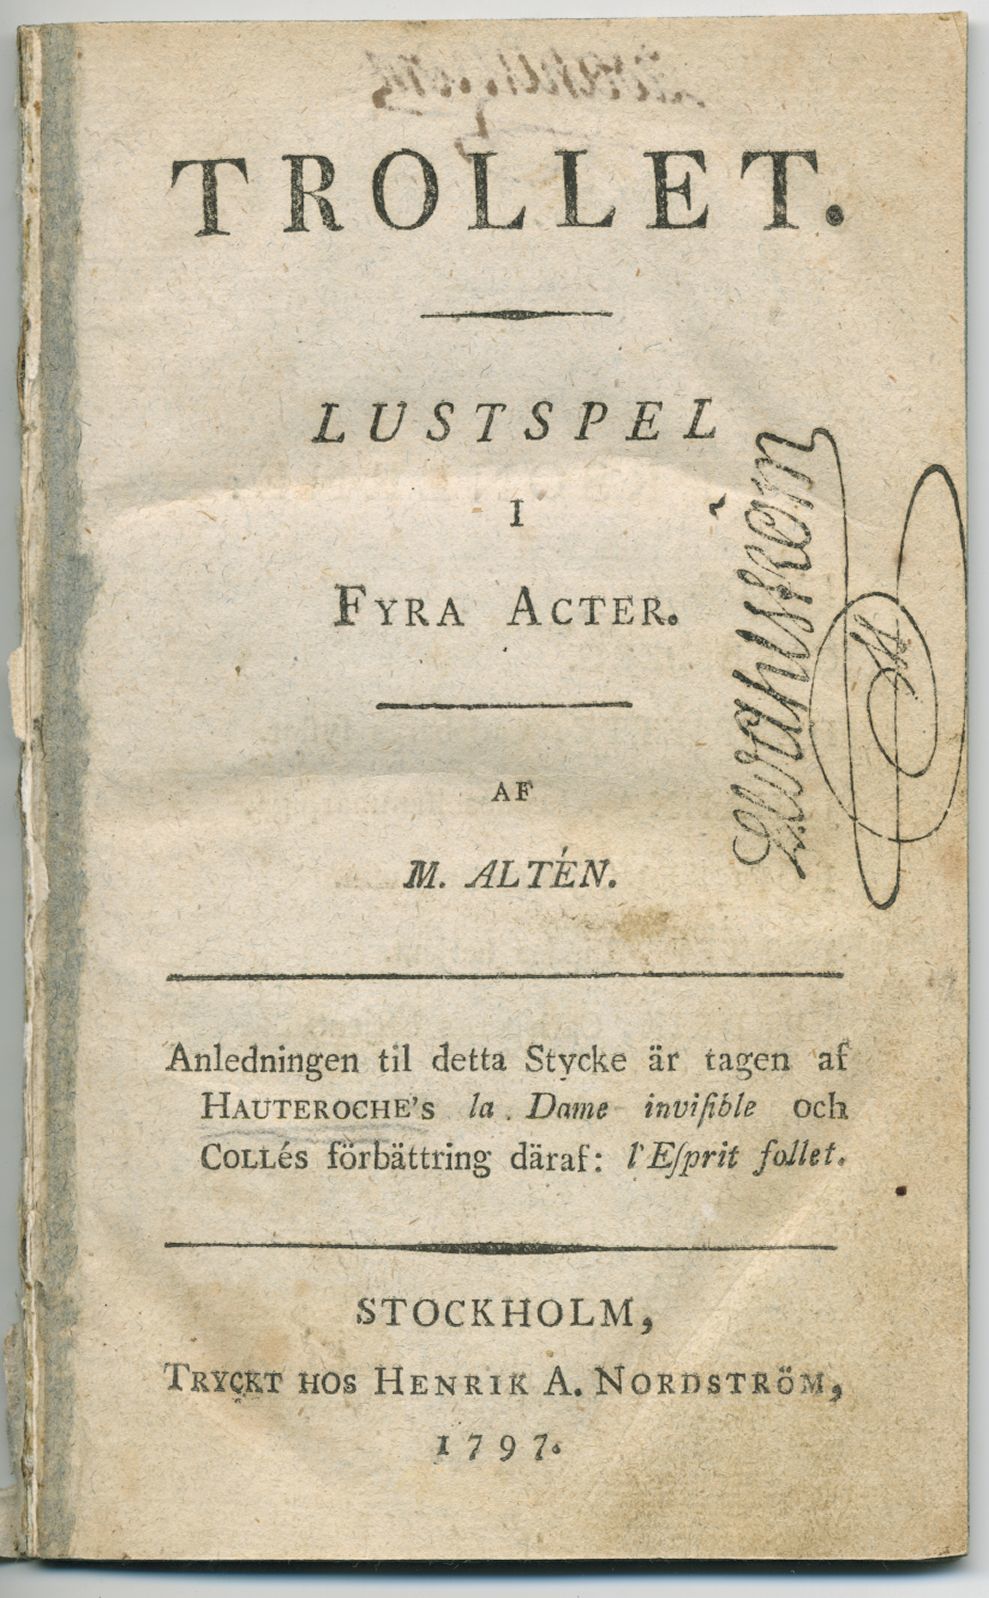 TROLLET.
LUSTSPEL
I
FYRA ACTER.
AF
M. ALTÉN.
Anledningen til detta Stycke är tagen af
HAUTEROCHE'S la Dame inviſible och
COLLÉs förbättring däraf: l'Eſprit follet.
STOCKHOLM,
TRYCKT HOS HENRIK A. NORDSTRÖM,
1797.